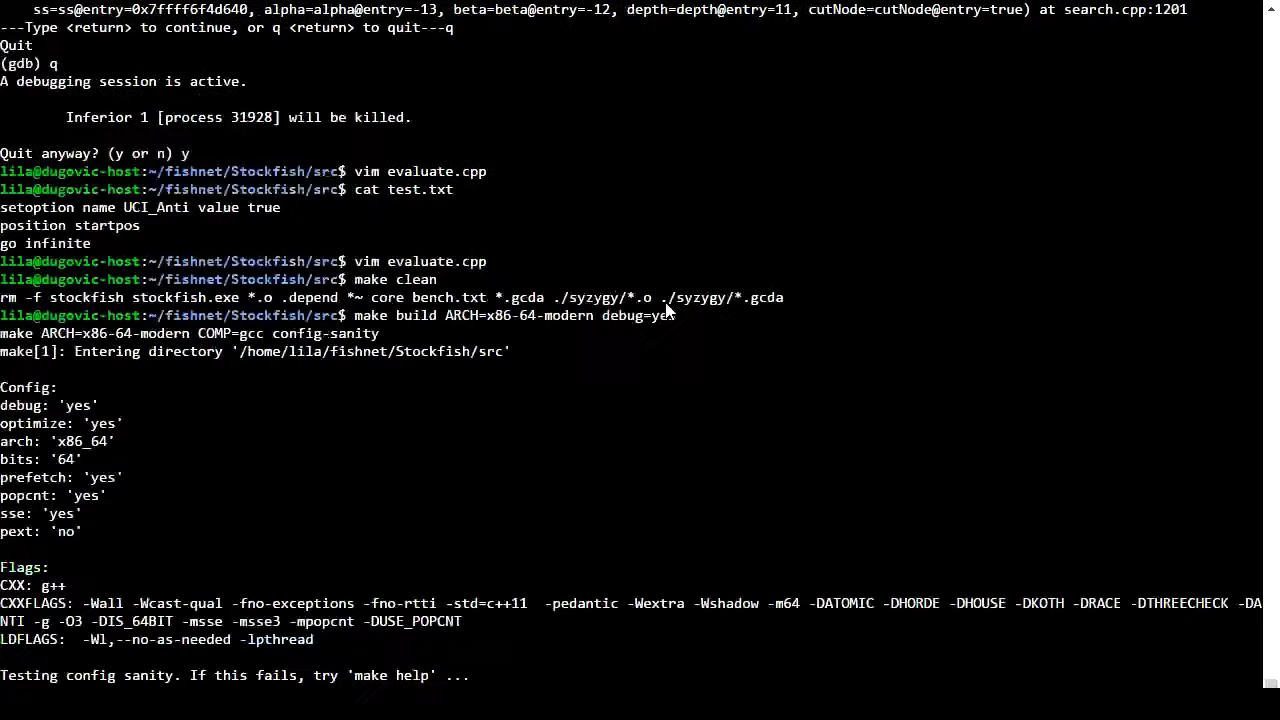 ss=ss@entry=0x7ffff6f4d640, alpha=alpha@entry=-13, beta=beta@entry=-12, depth=depth@entry=11, cutNode=cutNode@entry=true) at search.cpp:1201
---Type <return> to continue, or q <return> to quit---q
Quit
(gdb) q
A debugging session is active.
Inferior 1 [process 31928] will be killed.
Quit anyway? (y or n) y
lila@dugovic-host:~/fishnet/Stockfish/src$ vim evaluate.cpp
lila@dugovic-host:~/fishnet/Stockfish/src$ cat test.txt
setoption name UCI_Anti value true
position startpos
go infinite
lila@dugovic-host:~/fishnet/Stockfish/src$ vim evaluate.cpp
lila@dugovic-host:~/fishnet/Stockfish/src$ make clean
rm -f stockfish stockfish.exe *.o .depend *~ core bench.txt *.gcda ./syzygy/*.o ./syzygy/*.gcda
lila@dugovic-host:~/fishnet/Stockfish/src$ make build ARCH=x86-64-modern debug=yes
make ARCH=x86-64-modern COMP=gcc config-sanity
make[1]: Entering directory '/home/lila/fishnet/Stockfish/src'
Config:
debug: 'yes'
optimize: 'yes'
arch: 'x86_64'
bits: '64'
prefetch: 'yes'
popcnt: 'yes'
sse: 'yes'
pext: 'no'
Flags:
CXX: g++
CXXFLAGS: -Wall -Wcast-qual -fno-exceptions -fno-rtti -std=c++11  -pedantic -Wextra -Wshadow -m64 -DATOMIC -DHORDE -DHOUSE -DKOTH -DRACE -DTHREECHECK -DA
NTI -g -O3 -DIS_64BIT -msse -msse3 -mpopcnt -DUSE_POPCNT
LDFLAGS:  -Wl,--no-as-needed -lpthread
Testing config sanity. If this fails, try 'make help' ...